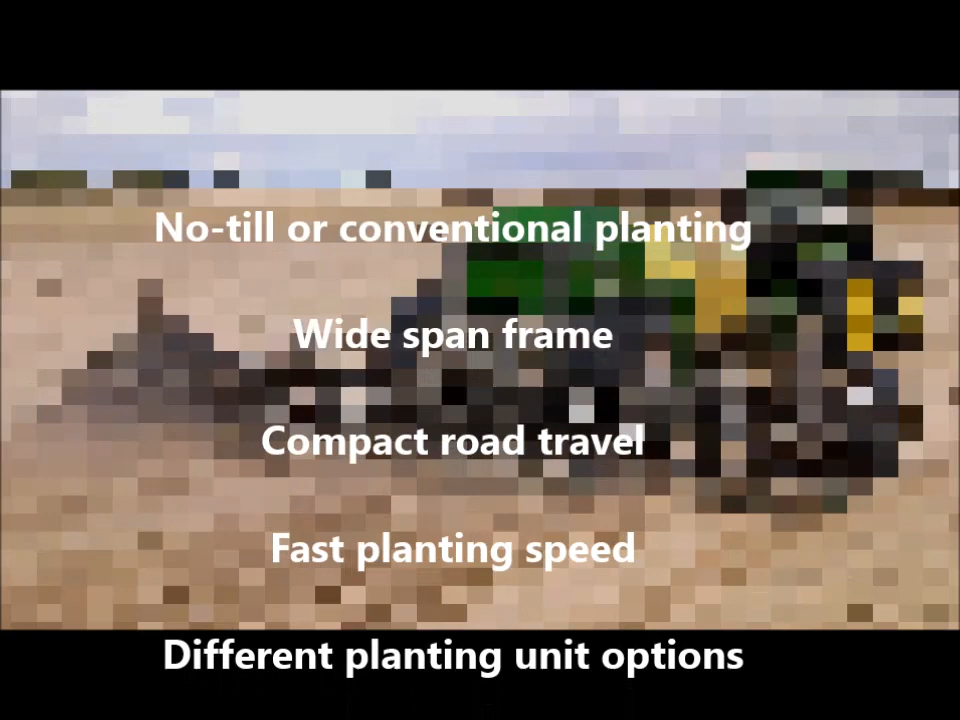 No-till or conventional planting
Wide span frame
Compact road travel
Fast planting speed
Different planting unit options